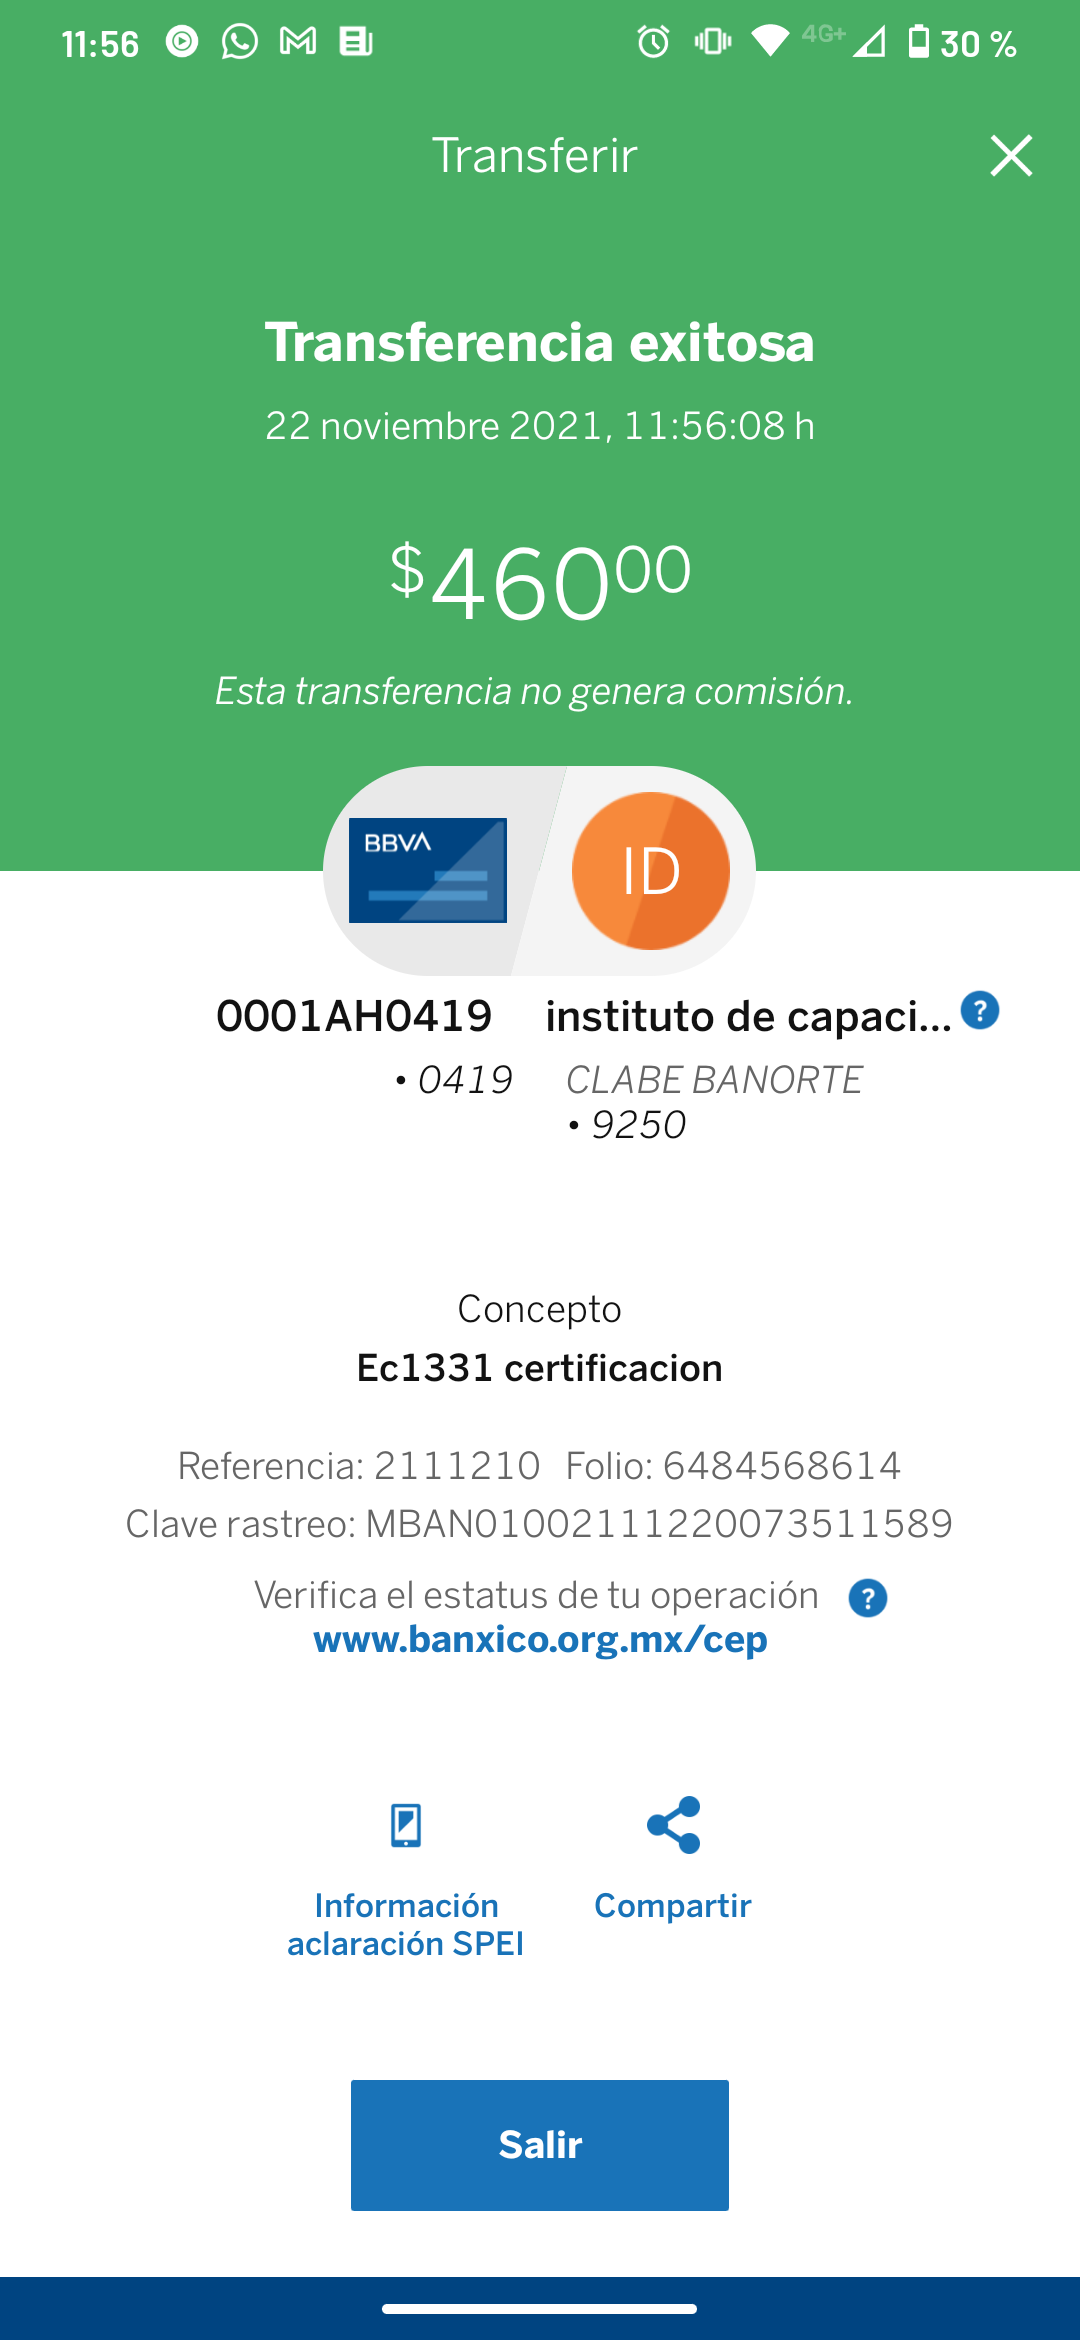 11:56
4G+
30 %
Transferir
Transferencia exitosa
22 noviembre 2021, 11:56:08 h
$460 00
Esta transferencia no genera comisión.
BBVA
ID
0001AH0419
instituto de capaci... ?
• 0419
CLABE BANORTE
• 9250
Concepto
Ec1331 certificacion
Referencia: 2111210 Folio: 6484568614
Clave rastreo: MBAN01002111220073511589
Verifica el estatus de tu operación ?
www.banxico.org.mx/cep
Información
aclaración SPEI
Compartir
Salir